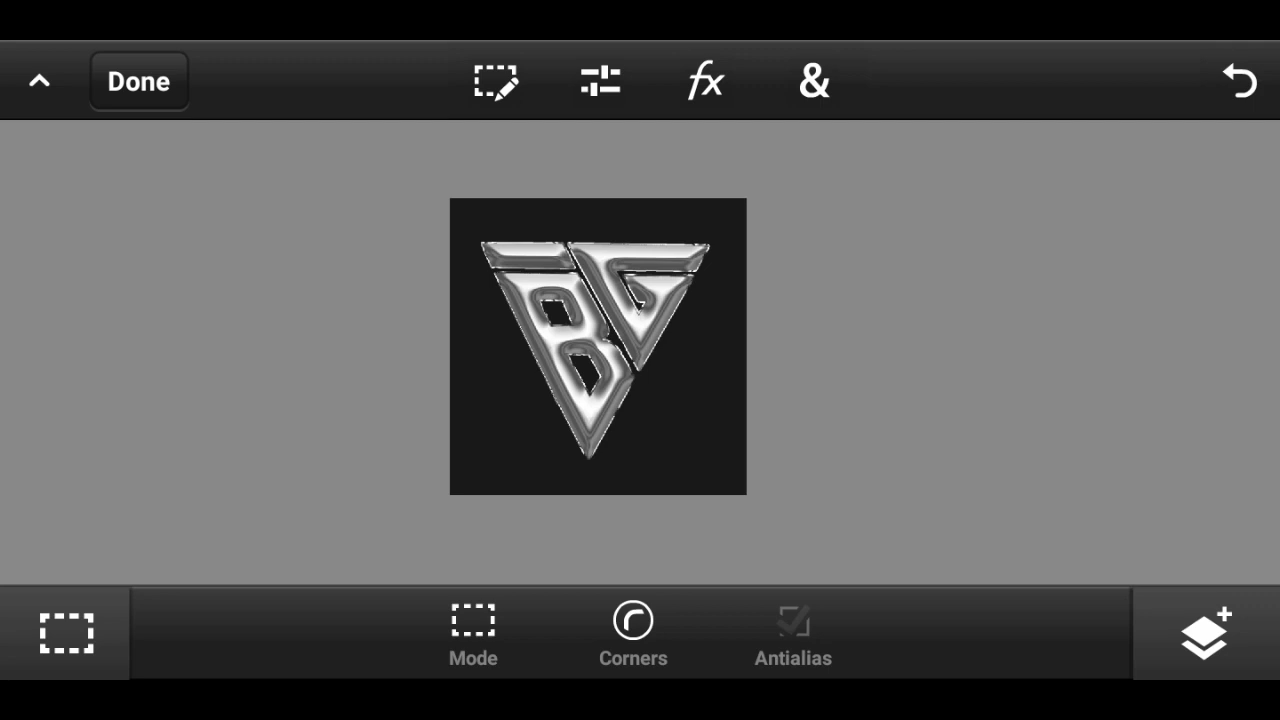 Done
fx
&
BG
Mode
Corners
Antialias